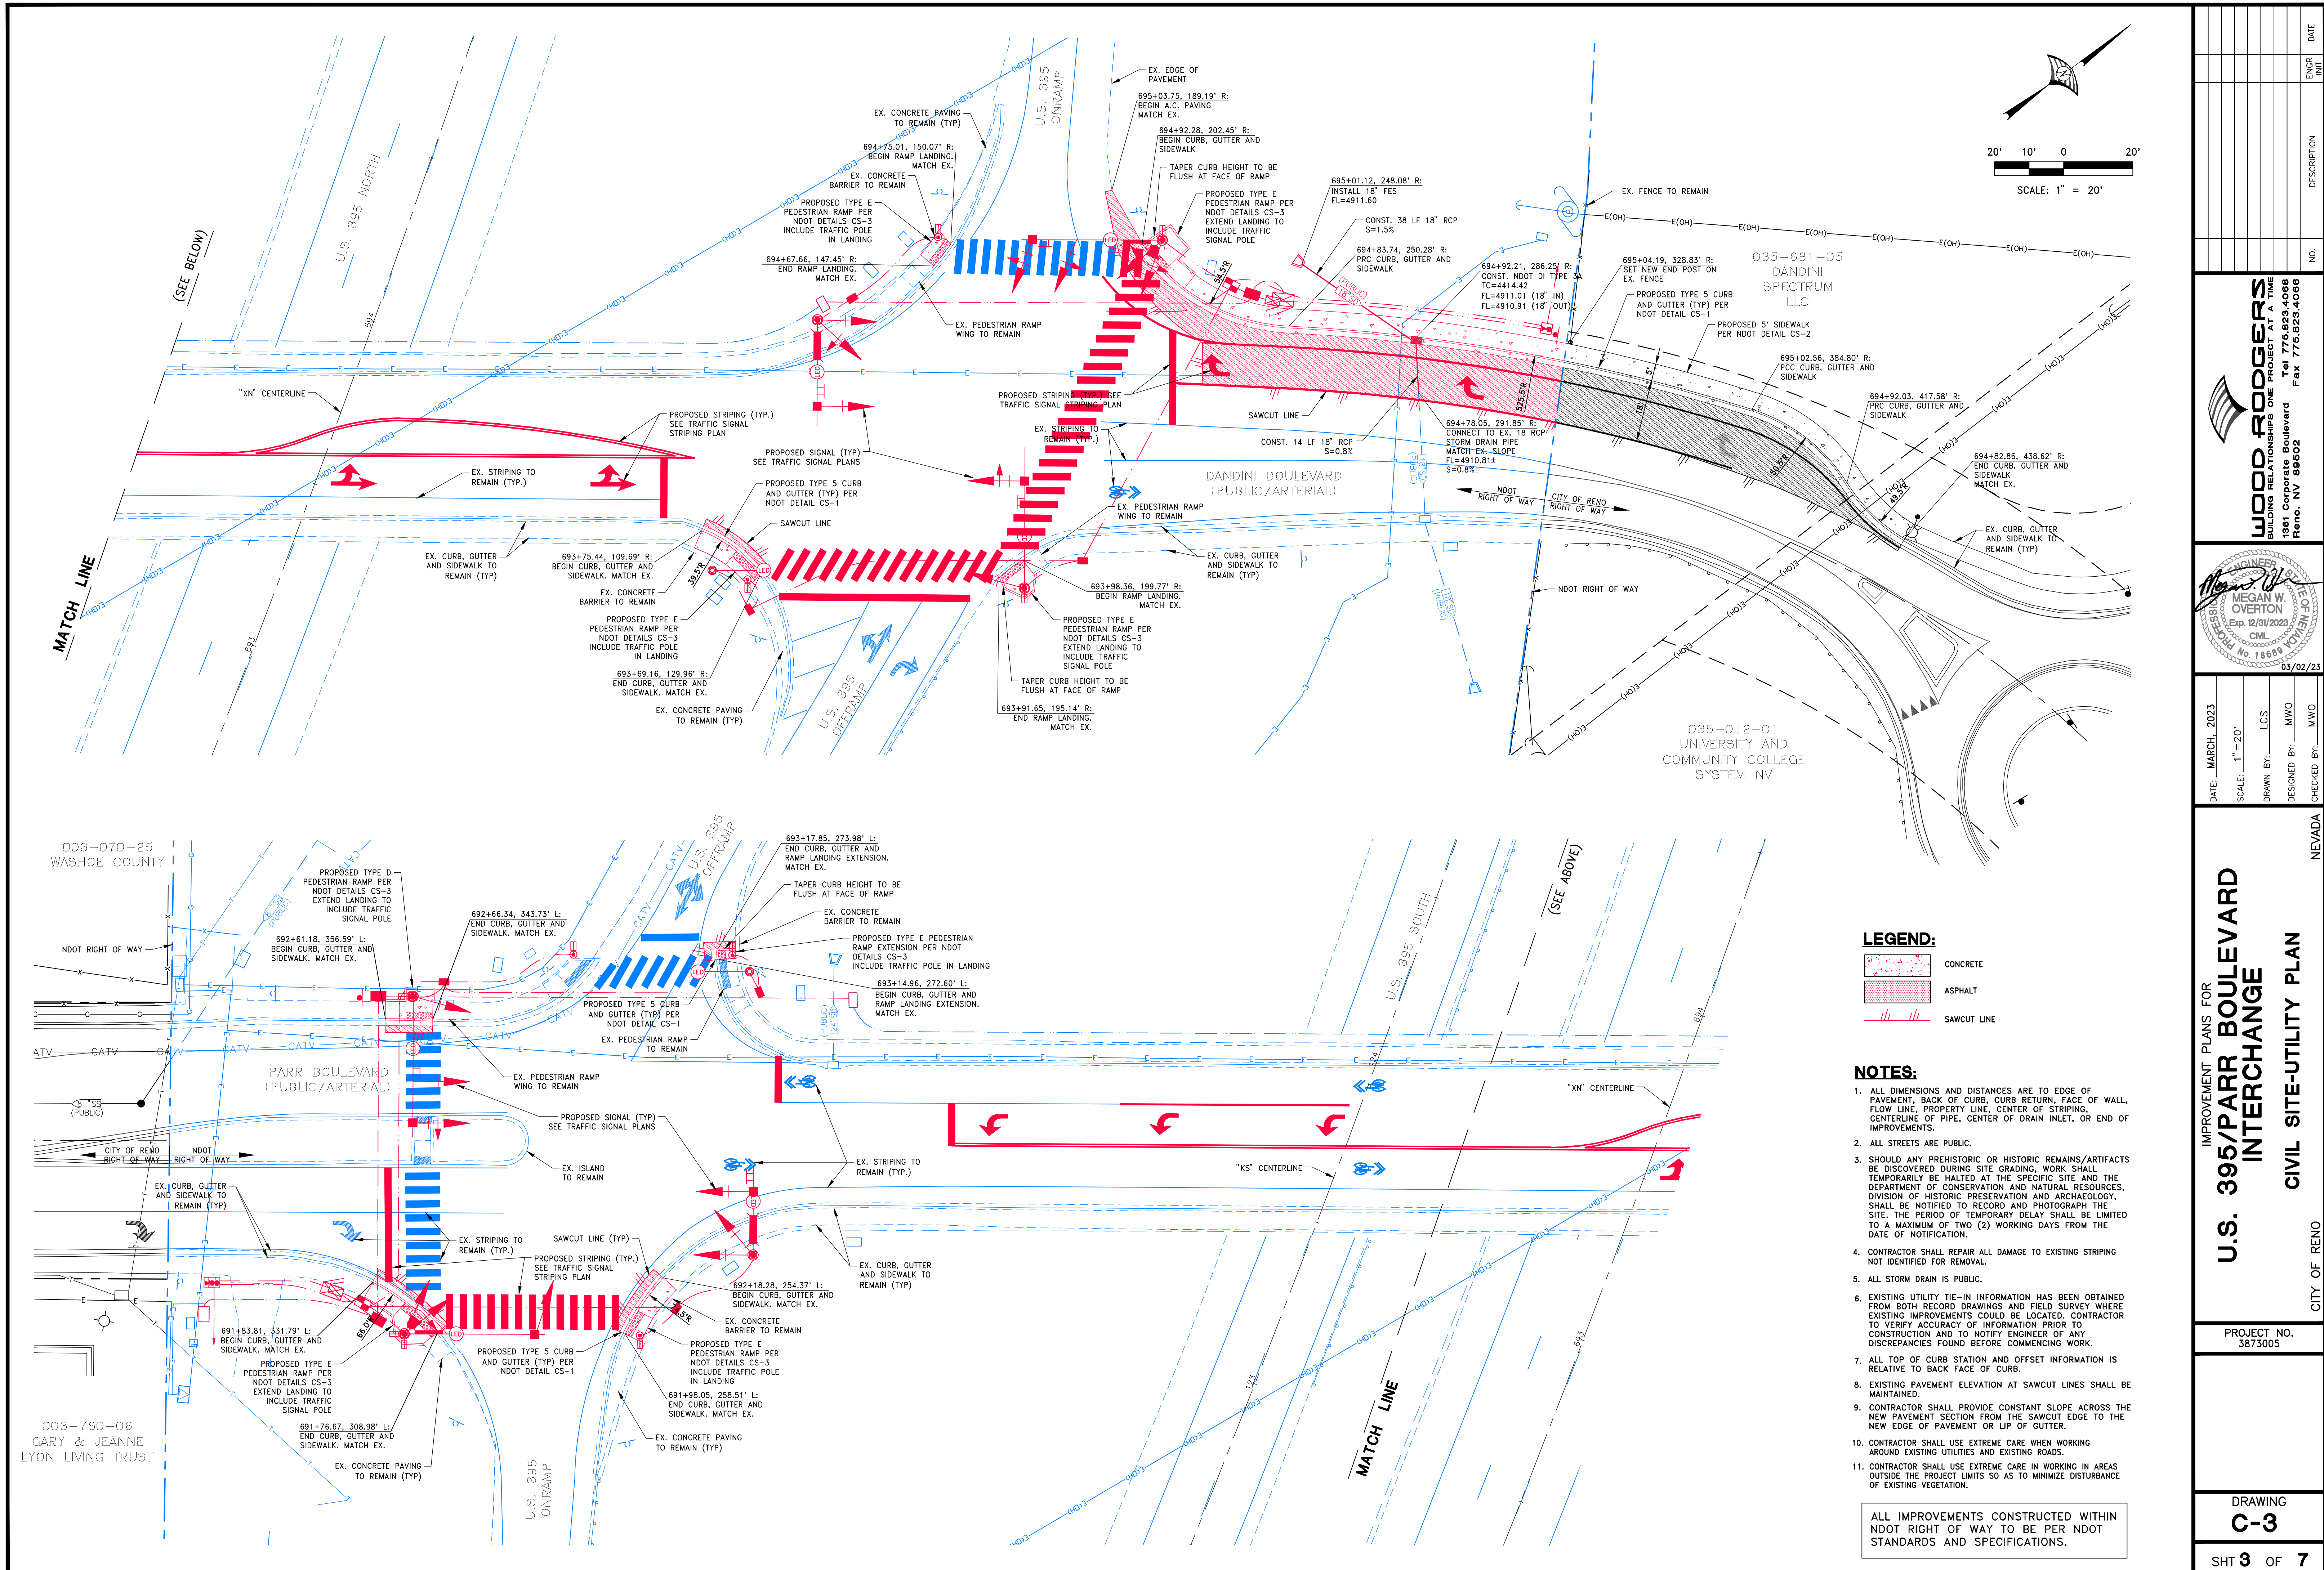 U.S. 395 NORTH
(SEE BELOW)
MATCH LINE
"XN" CENTERLINE
694
693
EX. CONCRETE PAVING
TO REMAIN (TYP)
694+75.01, 150.07' R:
BEGIN RAMP LANDING.
MATCH EX.
EX. CONCRETE
BARRIER TO REMAIN
PROPOSED TYPE E
PEDESTRIAN RAMP PER
NDOT DETAILS CS-3
INCLUDE TRAFFIC POLE
IN LANDING
694+67.66, 147.45' R:
END RAMP LANDING.
MATCH EX.
EX. PEDESTRIAN RAMP
WING TO REMAIN
U.S. 395
ONRAMP
EX. EDGE OF
PAVEMENT
695+03.75, 189.19' R:
BEGIN A.C. PAVING
MATCH EX.
694+92.28, 202.45' R:
BEGIN CURB, GUTTER AND
SIDEWALK
TAPER CURB HEIGHT TO BE
FLUSH AT FACE OF RAMP
PROPOSED TYPE E
PEDESTRIAN RAMP PER
NDOT DETAILS CS-3
EXTEND LANDING TO
INCLUDE TRAFFIC
SIGNAL POLE
54.5'R
695+01.12, 248.08' R:
INSTALL 18" FES
FL=4911.60
CONST. 38 LF 18" RCP
S=1.5%
694+83.74, 250.28' R:
PRC CURB, GUTTER AND
SIDEWALK
18"SD
(PUBLIC)
694+92.21, 286.25' R:
CONST. NDOT DI TYPE 3A
TC=4414.42
FL=4911.01 (18" IN)
FL=4910.91 (18" OUT)
EX. FENCE TO REMAIN
695+04.19, 328.83' R:
SET NEW END POST ON
EX. FENCE
PROPOSED TYPE 5 CURB
AND GUTTER (TYP) PER
NDOT DETAIL CS-1
PROPOSED 5' SIDEWALK
PER NDOT DETAIL CS-2
695+02.56, 384.80' R:
PCC CURB, GUTTER AND
SIDEWALK
694+92.03, 417.58' R:
PRC CURB, GUTTER AND
SIDEWALK
694+82.86, 438.62' R:
END CURB, GUTTER AND
SIDEWALK
MATCH EX.
EX. CURB, GUTTER
AND SIDEWALK TO
REMAIN (TYP)
035-681-05
DANDINI
SPECTRUM
LLC
525.5'R
18'
5'
50.5'R
49.5'R
PROPOSED STRIPING (TYP.)
SEE TRAFFIC SIGNAL
STRIPING PLAN
EX. STRIPING TO
REMAIN (TYP.)
PROPOSED SIGNAL (TYP)
SEE TRAFFIC SIGNAL PLANS
PROPOSED TYPE 5 CURB
AND GUTTER (TYP) PER
NDOT DETAIL CS-1
SAWCUT LINE
EX. CURB, GUTTER
AND SIDEWALK TO
REMAIN (TYP)
693+75.44, 109.69' R:
BEGIN CURB, GUTTER AND
SIDEWALK. MATCH EX.
39.5'R
EX. CONCRETE
BARRIER TO REMAIN
PROPOSED TYPE E
PEDESTRIAN RAMP PER
NDOT DETAILS CS-3
INCLUDE TRAFFIC POLE
IN LANDING
693+69.16, 129.96' R:
END CURB, GUTTER AND
SIDEWALK. MATCH EX.
EX. CONCRETE PAVING
TO REMAIN (TYP)
U.S. 395
OFFRAMP
PROPOSED STRIPING (TYP.) SEE
TRAFFIC SIGNAL STRIPING PLAN
EX. STRIPING TO
REMAIN (TYP.)
SAWCUT LINE
CONST. 14 LF 18" RCP
S=0.8%
694+78.05, 291.85' R:
CONNECT TO EX. 18 RCP
STORM DRAIN PIPE
MATCH EX. SLOPE
FL=4910.81±
S=0.8%±
DANDINI BOULEVARD
(PUBLIC/ARTERIAL)
18"SD
(PUBLIC)
NDOT
RIGHT OF WAY
CITY OF RENO
RIGHT OF WAY
EX. PEDESTRIAN RAMP
WING TO REMAIN
EX. CURB, GUTTER
AND SIDEWALK TO
REMAIN (TYP)
693+98.36, 199.77' R:
BEGIN RAMP LANDING.
MATCH EX.
PROPOSED TYPE E
PEDESTRIAN RAMP PER
NDOT DETAILS CS-3
EXTEND LANDING TO
INCLUDE TRAFFIC
SIGNAL POLE
TAPER CURB HEIGHT TO BE
FLUSH AT FACE OF RAMP
693+91.65, 195.14' R:
END RAMP LANDING.
MATCH EX.
18"SD
(PUBLIC)
NDOT RIGHT OF WAY
035-012-01
UNIVERSITY AND
COMMUNITY COLLEGE
SYSTEM NV
N
20' 10' 0 20'
SCALE: 1" = 20'
003-070-25
WASHOE COUNTY
8 "SS
(PUBLIC)
NDOT RIGHT OF WAY
PROPOSED TYPE D
PEDESTRIAN RAMP PER
NDOT DETAILS CS-3
EXTEND LANDING TO
INCLUDE TRAFFIC
SIGNAL POLE
692+61.18, 356.59' L:
BEGIN CURB, GUTTER AND
SIDEWALK. MATCH EX.
692+66.34, 343.73' L:
END CURB, GUTTER AND
SIDEWALK. MATCH EX.
U.S. 395
OFFRAMP
693+17.85, 273.98' L:
END CURB, GUTTER AND
RAMP LANDING EXTENSION.
MATCH EX.
TAPER CURB HEIGHT TO BE
FLUSH AT FACE OF RAMP
EX. CONCRETE
BARRIER TO REMAIN
PROPOSED TYPE E PEDESTRIAN
RAMP EXTENSION PER NDOT
DETAILS CS-3
INCLUDE TRAFFIC POLE IN LANDING
693+14.96, 272.60' L:
BEGIN CURB, GUTTER AND
RAMP LANDING EXTENSION.
MATCH EX.
PROPOSED TYPE 5 CURB
AND GUTTER (TYP) PER
NDOT DETAIL CS-1
EX. PEDESTRIAN RAMP
TO REMAIN
24"SD
(PUBLIC)
PARR BOULEVARD
(PUBLIC/ARTERIAL)
8 "SS
(PUBLIC)
EX. PEDESTRIAN RAMP
WING TO REMAIN
PROPOSED SIGNAL (TYP)
SEE TRAFFIC SIGNAL PLANS
CITY OF RENO
RIGHT OF WAY
NDOT
RIGHT OF WAY
EX. ISLAND
TO REMAIN
EX. CURB, GUTTER
AND SIDEWALK TO
REMAIN (TYP)
EX. STRIPING TO
REMAIN (TYP.)
PROPOSED STRIPING (TYP.)
SEE TRAFFIC SIGNAL
STRIPING PLAN
SAWCUT LINE (TYP)
EX. STRIPING TO
REMAIN (TYP.)
EX. CURB, GUTTER
AND SIDEWALK TO
REMAIN (TYP)
692+18.28, 254.37' L:
BEGIN CURB, GUTTER AND
SIDEWALK. MATCH EX.
EX. CONCRETE
BARRIER TO REMAIN
PROPOSED TYPE E
PEDESTRIAN RAMP PER
NDOT DETAILS CS-3
INCLUDE TRAFFIC POLE
IN LANDING
691+98.05, 258.51' L:
END CURB, GUTTER AND
SIDEWALK. MATCH EX.
EX. CONCRETE PAVING
TO REMAIN (TYP)
PROPOSED TYPE 5 CURB
AND GUTTER (TYP) PER
NDOT DETAIL CS-1
66.0'R
691+83.81, 331.79' L:
BEGIN CURB, GUTTER AND
SIDEWALK. MATCH EX.
PROPOSED TYPE E
PEDESTRIAN RAMP PER
NDOT DETAILS CS-3
EXTEND LANDING TO
INCLUDE TRAFFIC
SIGNAL POLE
691+76.67, 308.98' L:
END CURB, GUTTER AND
SIDEWALK. MATCH EX.
EX. CONCRETE PAVING
TO REMAIN (TYP)
003-760-06
GARY & JEANNE
LYON LIVING TRUST
U.S. 395
ONRAMP
U.S. 395 SOUTH
(SEE ABOVE)
"XN" CENTERLINE
"KS" CENTERLINE
124
123
694
693
MATCH LINE
LEGEND:
CONCRETE
ASPHALT
SAWCUT LINE
NOTES:
1. ALL DIMENSIONS AND DISTANCES ARE TO EDGE OF
PAVEMENT, BACK OF CURB, CURB RETURN, FACE OF WALL,
FLOW LINE, PROPERTY LINE, CENTER OF STRIPING,
CENTERLINE OF PIPE, CENTER OF DRAIN INLET, OR END OF
IMPROVEMENTS.
2. ALL STREETS ARE PUBLIC.
3. SHOULD ANY PREHISTORIC OR HISTORIC REMAINS/ARTIFACTS
BE DISCOVERED DURING SITE GRADING, WORK SHALL
TEMPORARILY BE HALTED AT THE SPECIFIC SITE AND THE
DEPARTMENT OF CONSERVATION AND NATURAL RESOURCES,
DIVISION OF HISTORIC PRESERVATION AND ARCHAEOLOGY,
SHALL BE NOTIFIED TO RECORD AND PHOTOGRAPH THE
SITE. THE PERIOD OF TEMPORARY DELAY SHALL BE LIMITED
TO A MAXIMUM OF TWO (2) WORKING DAYS FROM THE
DATE OF NOTIFICATION.
4. CONTRACTOR SHALL REPAIR ALL DAMAGE TO EXISTING STRIPING
NOT IDENTIFIED FOR REMOVAL.
5. ALL STORM DRAIN IS PUBLIC.
6. EXISTING UTILITY TIE-IN INFORMATION HAS BEEN OBTAINED
FROM BOTH RECORD DRAWINGS AND FIELD SURVEY WHERE
EXISTING IMPROVEMENTS COULD BE LOCATED. CONTRACTOR
TO VERIFY ACCURACY OF INFORMATION PRIOR TO
CONSTRUCTION AND TO NOTIFY ENGINEER OF ANY
DISCREPANCIES FOUND BEFORE COMMENCING WORK.
7. ALL TOP OF CURB STATION AND OFFSET INFORMATION IS
RELATIVE TO BACK FACE OF CURB.
8. EXISTING PAVEMENT ELEVATION AT SAWCUT LINES SHALL BE
MAINTAINED.
9. CONTRACTOR SHALL PROVIDE CONSTANT SLOPE ACROSS THE
NEW PAVEMENT SECTION FROM THE SAWCUT EDGE TO THE
NEW EDGE OF PAVEMENT OR LIP OF GUTTER.
10. CONTRACTOR SHALL USE EXTREME CARE WHEN WORKING
AROUND EXISTING UTILITIES AND EXISTING ROADS.
11. CONTRACTOR SHALL USE EXTREME CARE IN WORKING IN AREAS
OUTSIDE THE PROJECT LIMITS SO AS TO MINIMIZE DISTURBANCE
OF EXISTING VEGETATION.
ALL IMPROVEMENTS CONSTRUCTED WITHIN
NDOT RIGHT OF WAY TO BE PER NDOT
STANDARDS AND SPECIFICATIONS.
NO. DESCRIPTION ENGR INIT DATE
WOOD RODGERS
BUILDING RELATIONSHIPS ONE PROJECT AT A TIME
1361 Corporate Boulevard Tel 775.823.4068
Reno, NV 89502 Fax 775.823.4066
PROFESSIONAL ENGINEER STATE OF NEVADA
MEGAN W.
OVERTON
Exp. 12/31/2023
CIVIL
No. 18689
03/02/23
DATE: MARCH, 2023
SCALE: 1"=20'
DRAWN BY: LCS
DESIGNED BY: MWO
CHECKED BY: MWO
IMPROVEMENT PLANS FOR
U.S. 395/PARR BOULEVARD
INTERCHANGE
CIVIL SITE-UTILITY PLAN
CITY OF RENO NEVADA
PROJECT NO.
3873005
DRAWING
C-3
SHT 3 OF 7